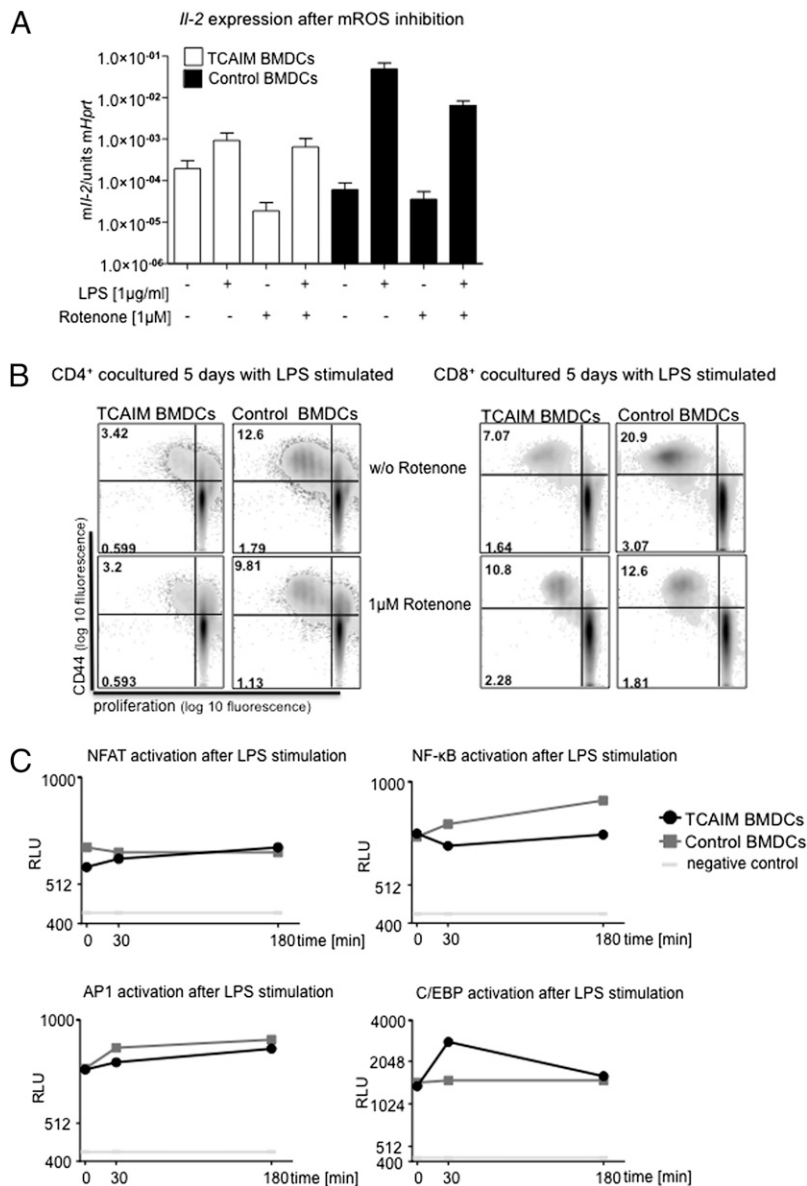 A
Il-2 expression after mROS inhibition
TCAIM BMDCs
Control BMDCs
mIl-2/units mHprt
1.0×10⁻⁰¹
1.0×10⁻⁰²
1.0×10⁻⁰³
1.0×10⁻⁰⁴
1.0×10⁻⁰⁵
1.0×10⁻⁰⁶
LPS [1µg/ml] - + - + - + - +
Rotenone [1µM] - - + + - - + +
B
CD4⁺ cocultured 5 days with LPS stimulated
CD8⁺ cocultured 5 days with LPS stimulated
TCAIM BMDCs Control BMDCs
TCAIM BMDCs Control BMDCs
3.42 12.6 7.07 20.9
w/o Rotenone
0.599 1.79 1.64 3.07
3.2 9.81 10.8 12.6
1µM Rotenone
0.593 1.13 2.28 1.81
CD44 (log 10 fluorescence)
proliferation (log 10 fluorescence)
C
NFAT activation after LPS stimulation
1000
RLU
512
400
0 30 180 time [min]
NF-κB activation after LPS stimulation
1000
RLU
512
400
0 30 180 time [min]
TCAIM BMDCs
Control BMDCs
negative control
AP1 activation after LPS stimulation
1000
RLU
512
400
0 30 180 time [min]
C/EBP activation after LPS stimulation
4000
2048
RLU
1024
512
400
0 30 180 time [min]